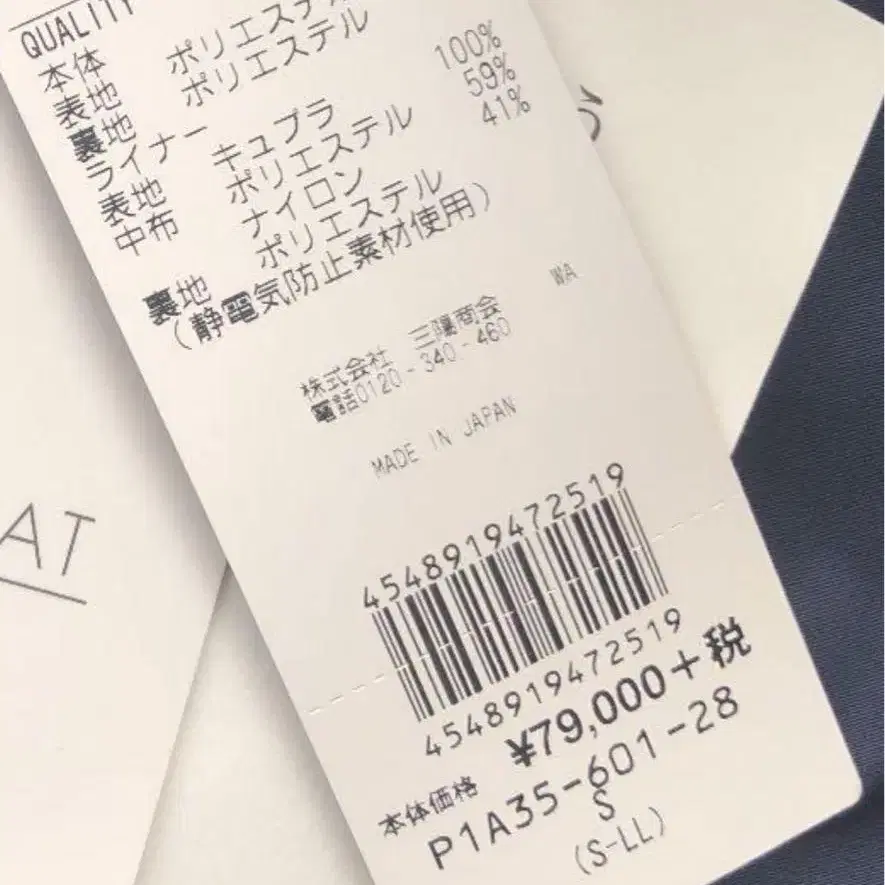 QUALITY
本体
表地 ポリエステル
裏地 ポリエステル
ライナー
表地 キュプラ 100%
中布 ポリエステル 59%
ナイロン 41%
裏地 ポリエステル
(静電気防止素材使用)
WA
株式会社 三陽商会
電話0120-340-460
MADE IN JAPAN
4548919472519
4548919472519
本体価格 ¥79,000+税
P1A35-601-28
S
(S-LL)
AT